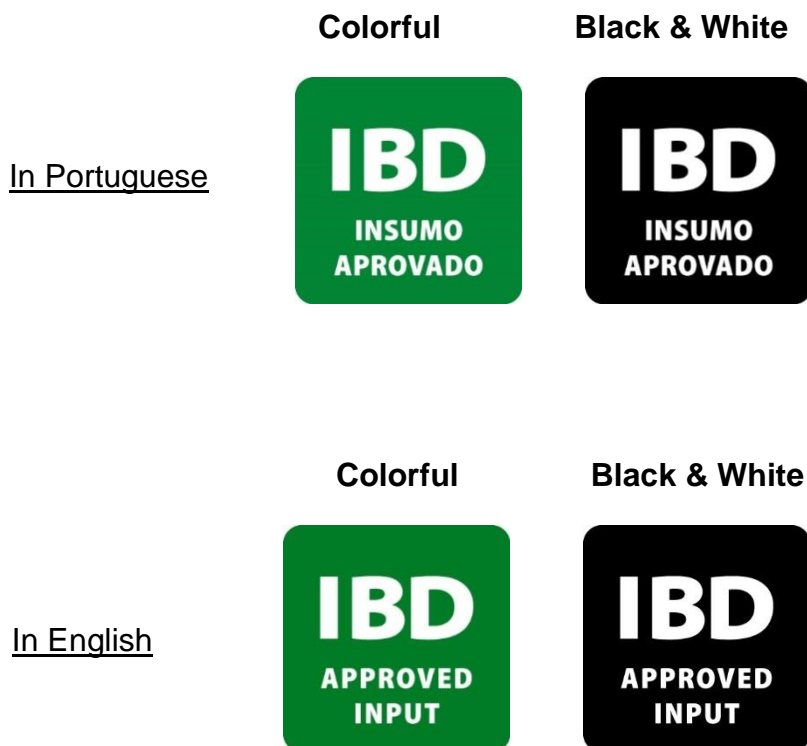 Colorful Black & White
In Portuguese
IBD IBD
INSUMO INSUMO
APROVADO APROVADO
Colorful Black & White
In English
IBD IBD
APPROVED APPROVED
INPUT INPUT